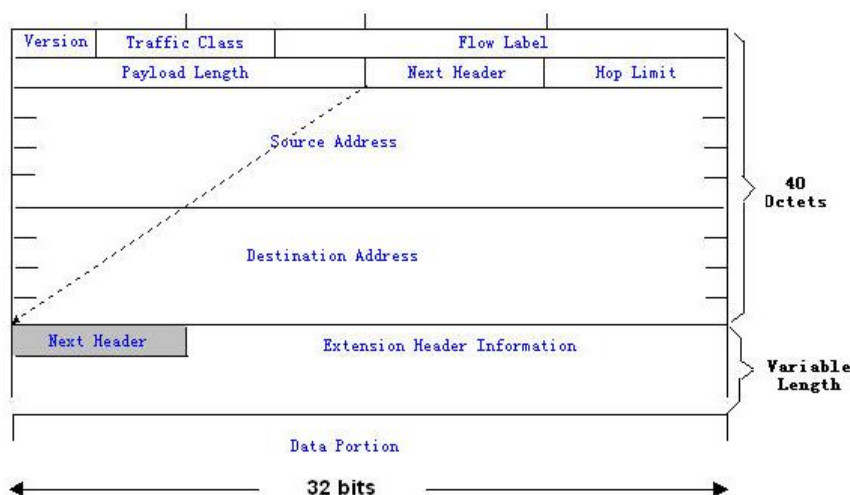 Version Traffic Class Flow Label
Payload Length Next Header Hop Limit
Source Address
40
Octets
Destination Address
Next Header Extension Header Information
Variable
Length
Data Portion
32 bits